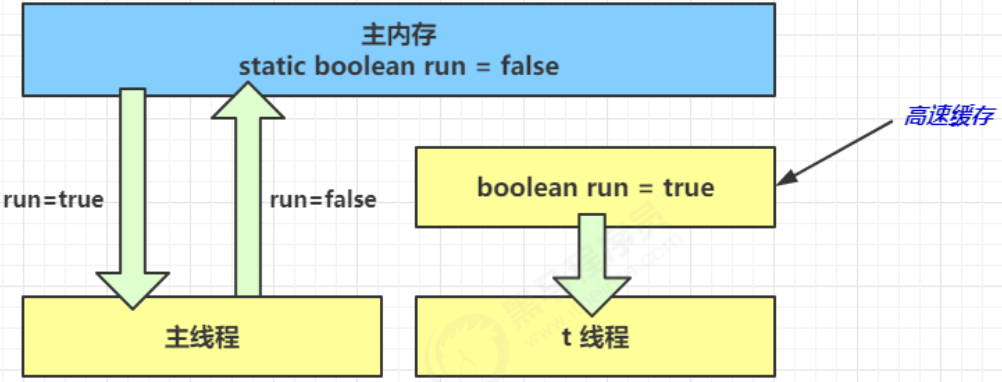 主内存
static boolean run = false
高速缓存
boolean run = true
run=true
run=false
主线程
t 线程